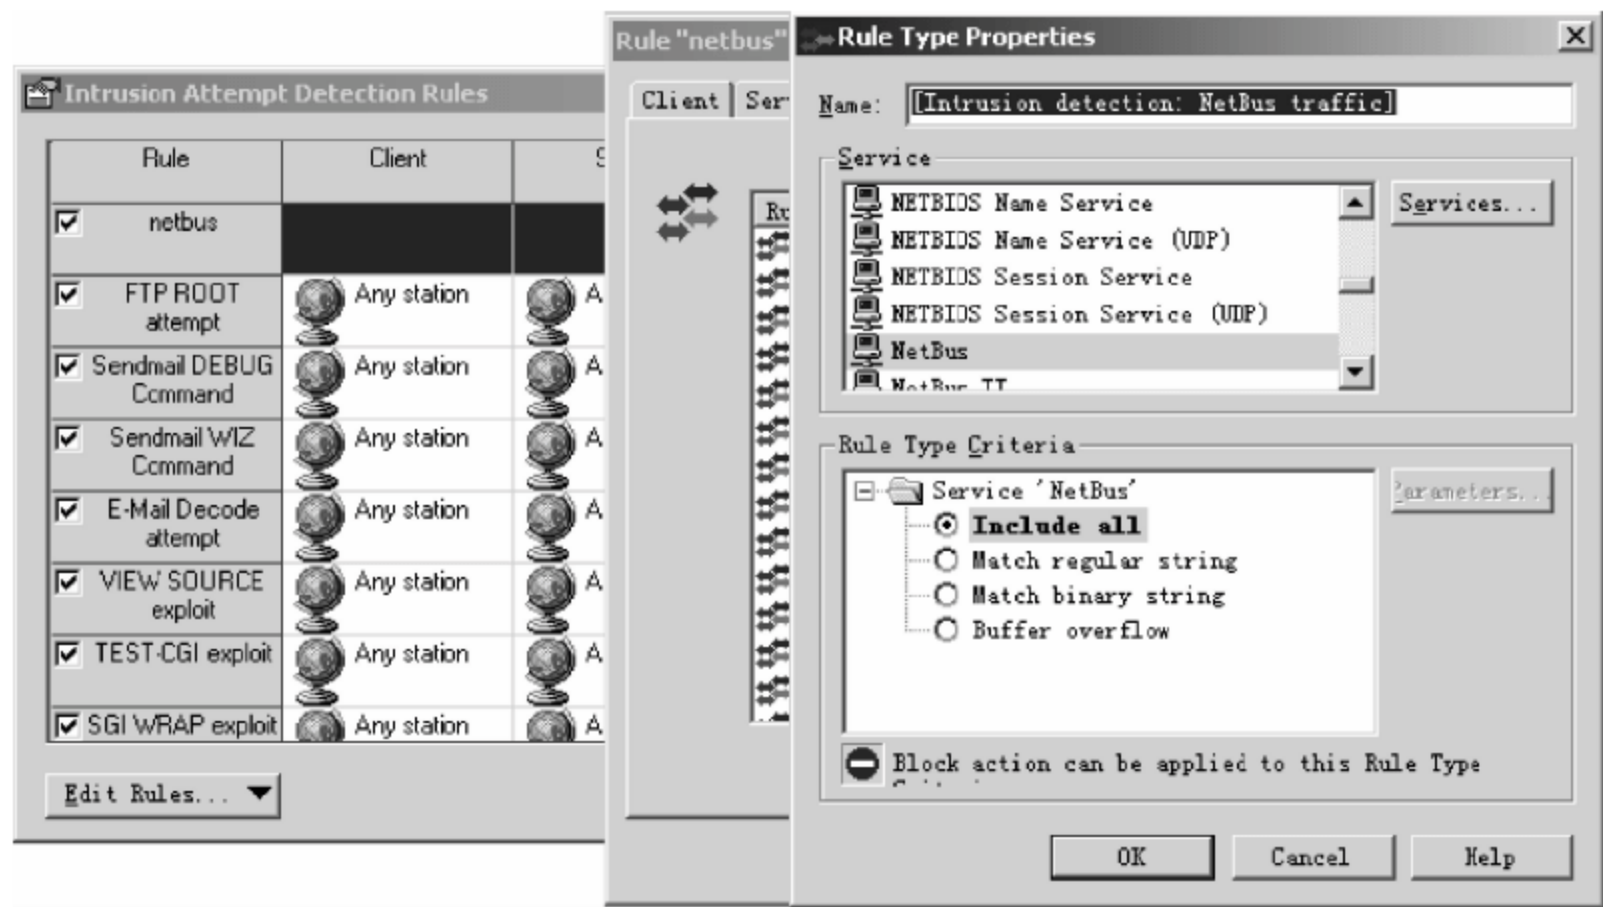 Intrusion Attempt Detection Rules
Rule
Client
netbus
FTP ROOT
attempt
Any station
Sendmail DEBUG
Command
Any station
Sendmail WIZ
Command
Any station
E-Mail Decode
attempt
Any station
VIEW SOURCE
exploit
Any station
TEST-CGI exploit
Any station
SGI WRAP exploit
Any station
Edit Rules...
Rule "netbus"
Client
Rule Type Properties
Name: [Intrusion detection: NetBus traffic]
Service
NETBIOS Name Service
NETBIOS Name Service (UDP)
NETBIOS Session Service
NETBIOS Session Service (UDP)
NetBus
NetBus II
Services...
Rule Type Criteria
Service 'NetBus'
Include all
Match regular string
Match binary string
Buffer overflow
Parameters...
Block action can be applied to this Rule Type
OK
Cancel
Help